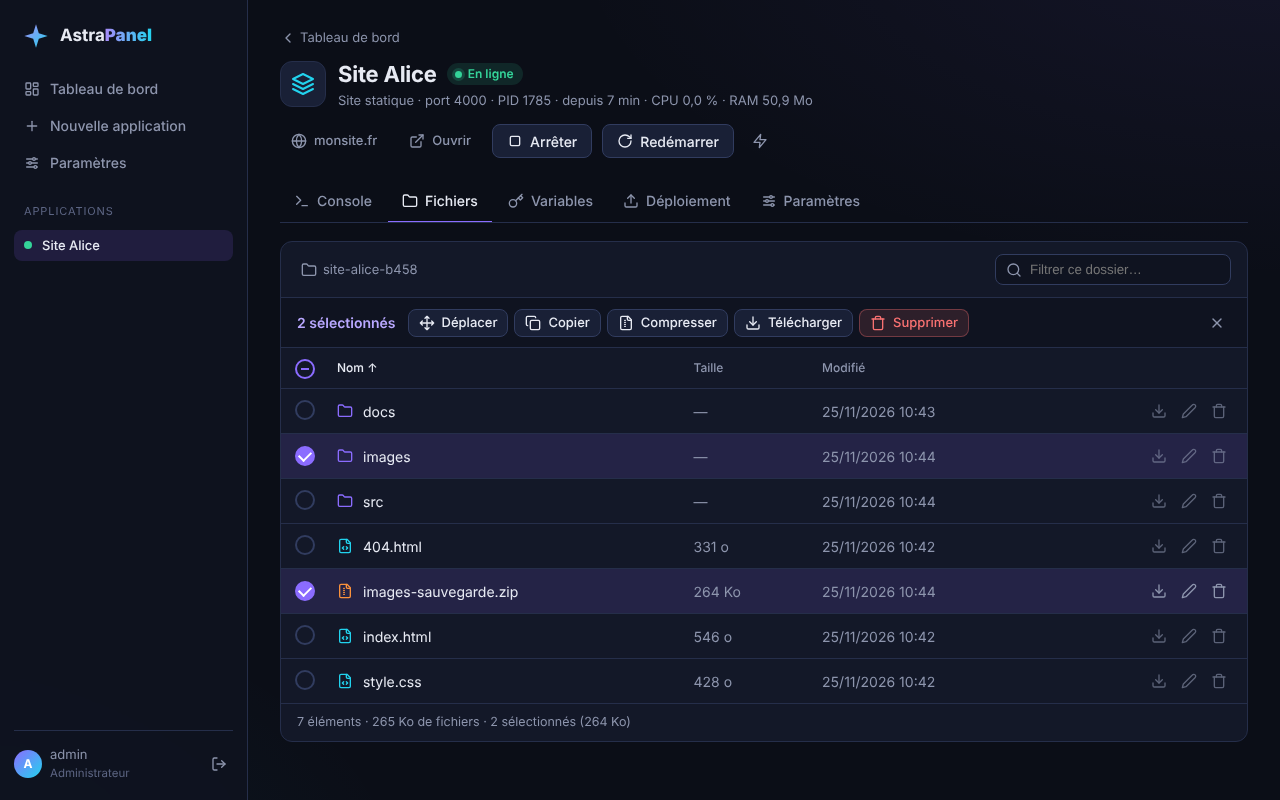 AstraPanel
Tableau de bord
Nouvelle application
Paramètres
APPLICATIONS
Site Alice
admin
A
Administrateur
Tableau de bord
Site Alice En ligne
Site statique · port 4000 · PID 1785 · depuis 7 min · CPU 0,0 % · RAM 50,9 Mo
monsite.fr Ouvrir Arrêter Redémarrer
Console Fichiers Variables Déploiement Paramètres
site-alice-b458 Filtrer ce dossier…
2 sélectionnés Déplacer Copier Compresser Télécharger Supprimer
Nom ↑ Taille Modifié
docs — 25/11/2026 10:43
images — 25/11/2026 10:44
src — 25/11/2026 10:44
404.html 331 o 25/11/2026 10:42
images-sauvegarde.zip 264 Ko 25/11/2026 10:44
index.html 546 o 25/11/2026 10:42
style.css 428 o 25/11/2026 10:42
7 éléments · 265 Ko de fichiers · 2 sélectionnés (264 Ko)